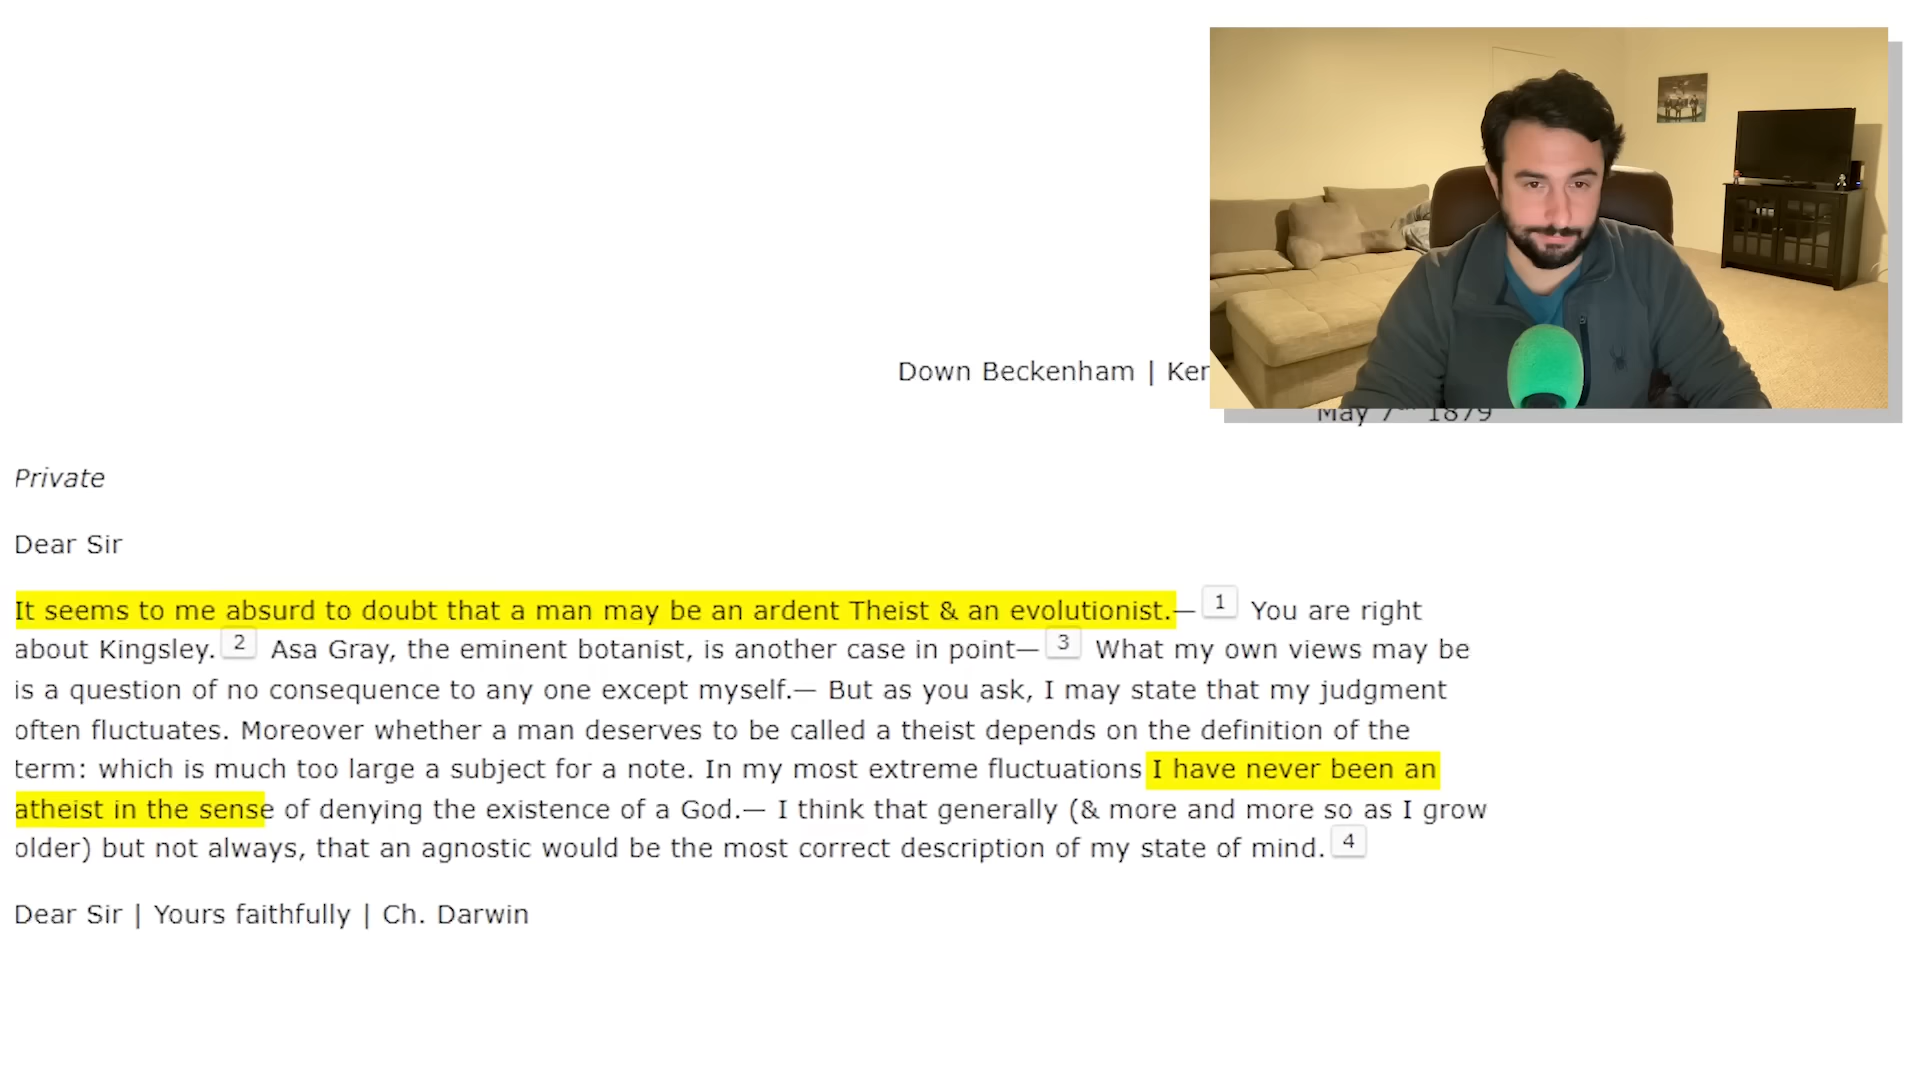 Down Beckenham | Ker
May 7th 1879
Private
Dear Sir
It seems to me absurd to doubt that a man may be an ardent Theist & an evolutionist.— 1 You are right
about Kingsley. 2 Asa Gray, the eminent botanist, is another case in point— 3 What my own views may be
is a question of no consequence to any one except myself.— But as you ask, I may state that my judgment
often fluctuates. Moreover whether a man deserves to be called a theist depends on the definition of the
term: which is much too large a subject for a note. In my most extreme fluctuations I have never been an
atheist in the sense of denying the existence of a God.— I think that generally (& more and more so as I grow
older) but not always, that an agnostic would be the most correct description of my state of mind. 4
Dear Sir | Yours faithfully | Ch. Darwin